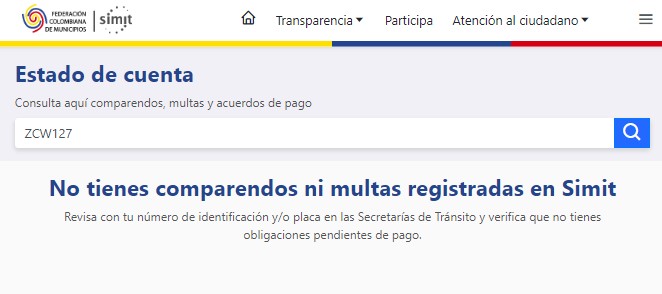 FEDERACIÓN
COLOMBIANA
DE MUNICIPIOS
simit
Transparencia
Participa
Atención al ciudadano
Estado de cuenta
Consulta aquí comparendos, multas y acuerdos de pago
ZCW127
No tienes comparendos ni multas registradas en Simit
Revisa con tu número de identificación y/o placa en las Secretarías de Tránsito y verifica que no tienes
obligaciones pendientes de pago.